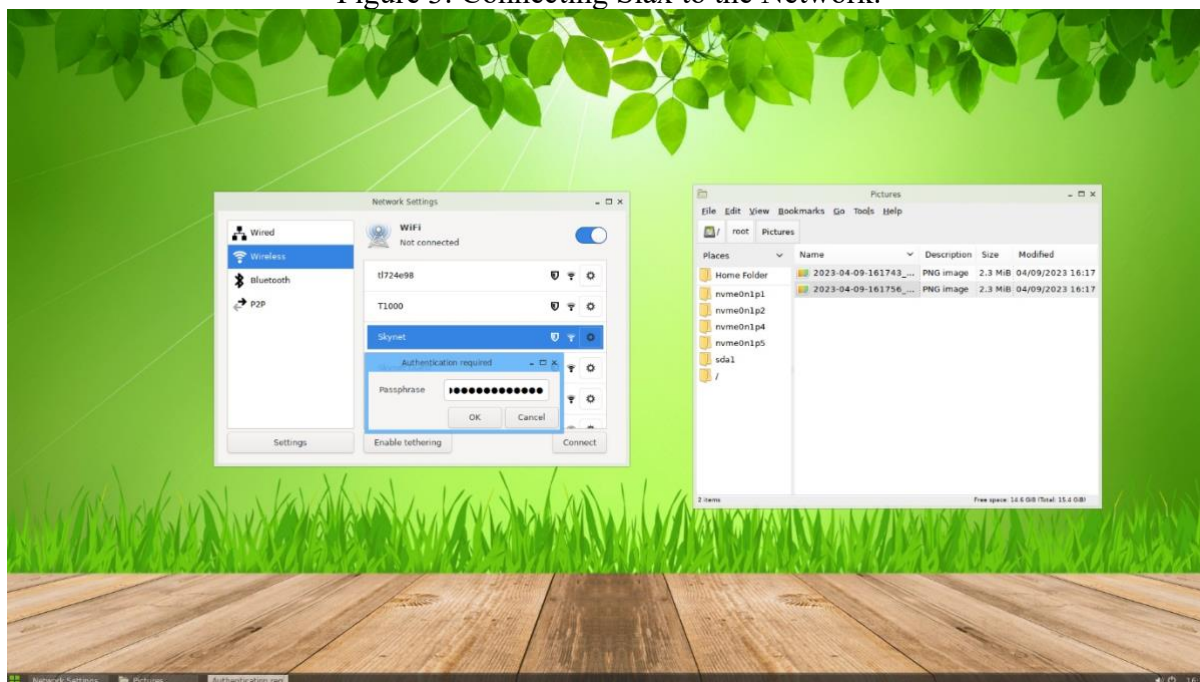 Figure 3. Connecting Slax to the Network.
Network Settings
Wired
Wireless
Bluetooth
P2P
Settings
WiFi
Not connected
tl724e98
T1000
Skynet
Authentication required
Passphrase
OK Cancel
Enable tethering Connect
Pictures
File Edit View Bookmarks Go Tools Help
/ root Pictures
Places
Home Folder
nvme0n1p1
nvme0n1p2
nvme0n1p4
nvme0n1p5
sda1
/
Name Description Size Modified
2023-04-09-161743_... PNG image 2.3 MiB 04/09/2023 16:17
2023-04-09-161756_... PNG image 2.3 MiB 04/09/2023 16:17
2 items Free space: 14.6 GiB (Total: 15.4 GiB)
Network Settings Pictures Authentication req